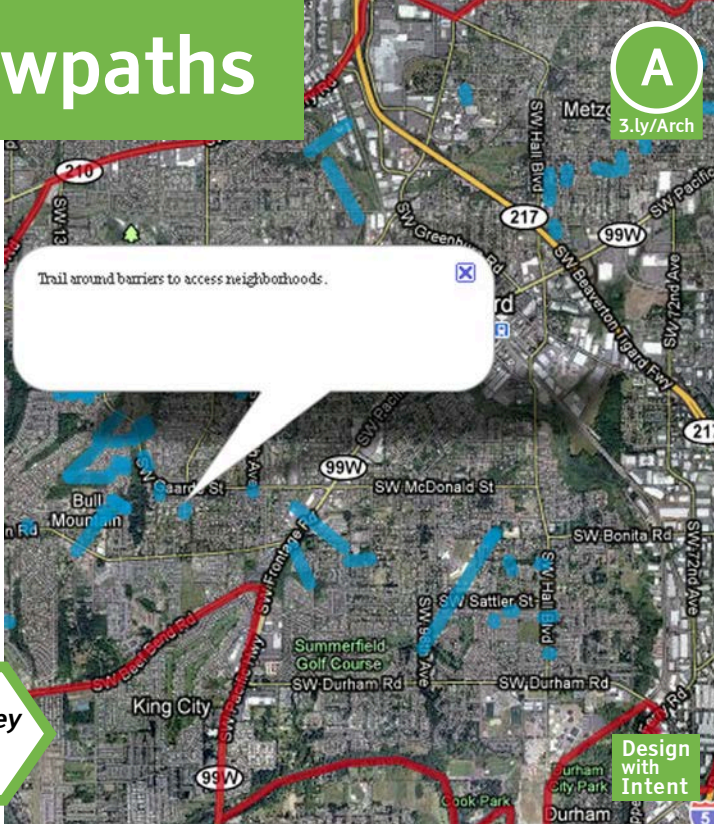 wpaths
A
3.ly/Arch
210
SW Hall Blvd
217
SW Pacific
99W
SW 72nd Ave
SW Beaverton Tigard Fwy
Trail around barriers to access neighborhoods.
rd
217
99W
SW Gaarde St
SW McDonald St
Bull
Mountain
n Rd
SW Bonita Rd
SW 72nd Ave
SW Frontage Rd
SW Hall Blvd
SW Sattler St
SW 98th Ave
SW Beef Bend Rd
Summerfield
Golf Course
SW Durham Rd
SW Durham Rd
SW Pacific Hwy
King City
ey
99W
Cook Park
Durham
City Park
Durham
Design
with
Intent
5